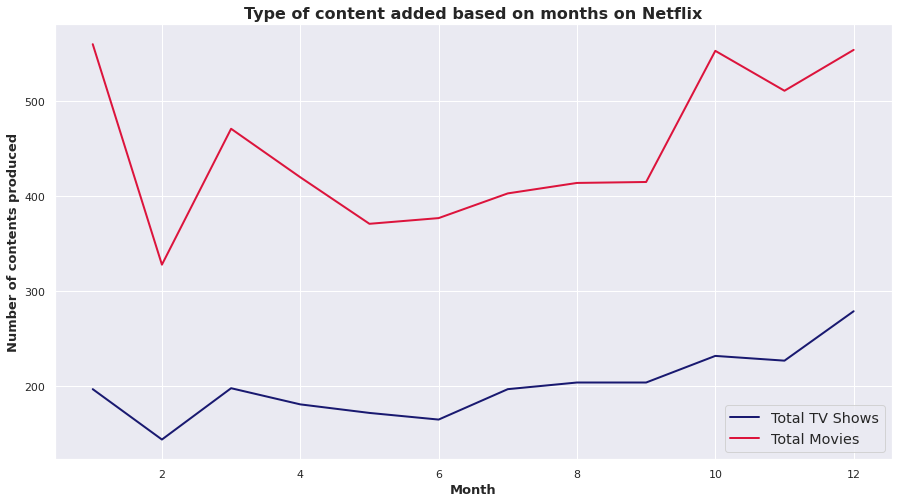 Type of content added based on months on Netflix
Number of contents produced
500
400
300
200
Total TV Shows
Total Movies
2 4 6 8 10 12
Month